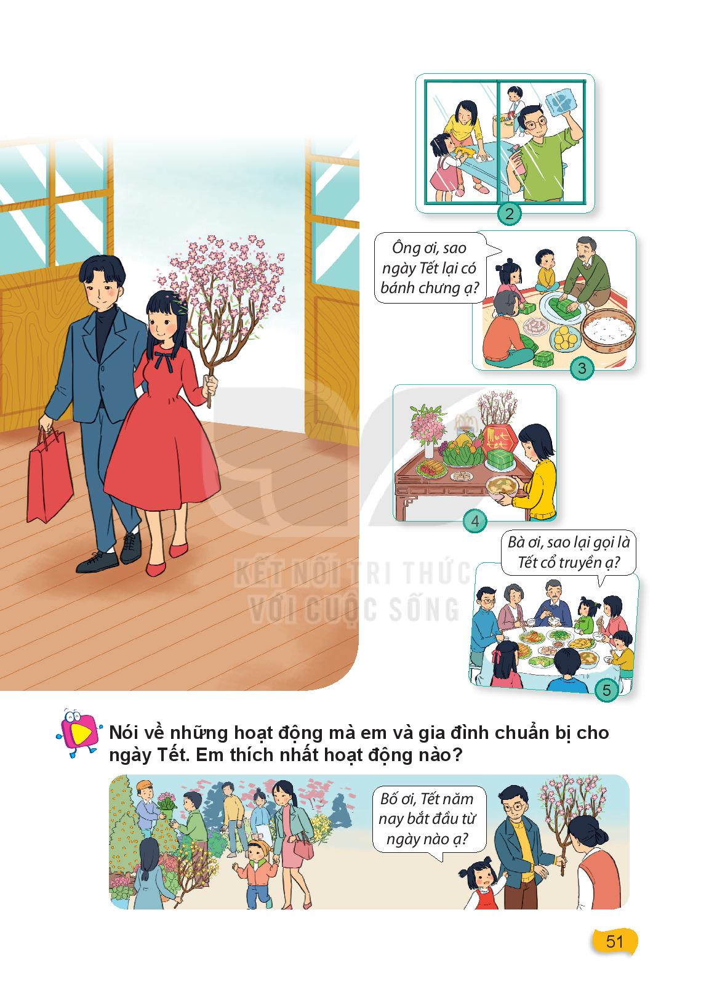 2
Ông ơi, sao
ngày Tết lại có
bánh chưng ạ?
3
Mứt
tết
4
Bà ơi, sao lại gọi là
Tết cổ truyền ạ?
5
KẾT NỐI TRI THỨC
VỚI CUỘC SỐNG
Nói về những hoạt động mà em và gia đình chuẩn bị cho
ngày Tết. Em thích nhất hoạt động nào?
Bố ơi, Tết năm
nay bắt đầu từ
ngày nào ạ?
51